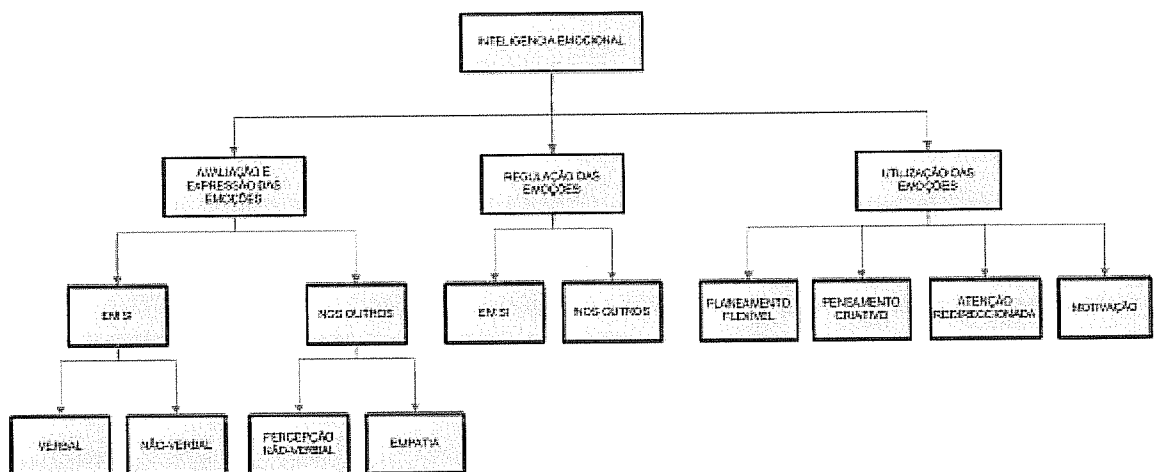 INTELIGENCIA EMOCIONAL
AVALIAÇÃO E
EXPRESSÃO DAS
EMOÇÕES
REGULAÇÃO DAS
EMOÇÕES
UTILIZAÇÃO DAS
EMOÇÕES
EM SI
NOS OUTROS
EM SI
NOS OUTROS
PLANEAMENTO
FLEXÍVEL
PENSAMENTO
CRIATIVO
ATENÇÃO
REDIRECCIONADA
MOTIVAÇÃO
VERBAL
NÃO-VERBAL
PERCEPÇÃO
NÃO-VERBAL
EMPATIA